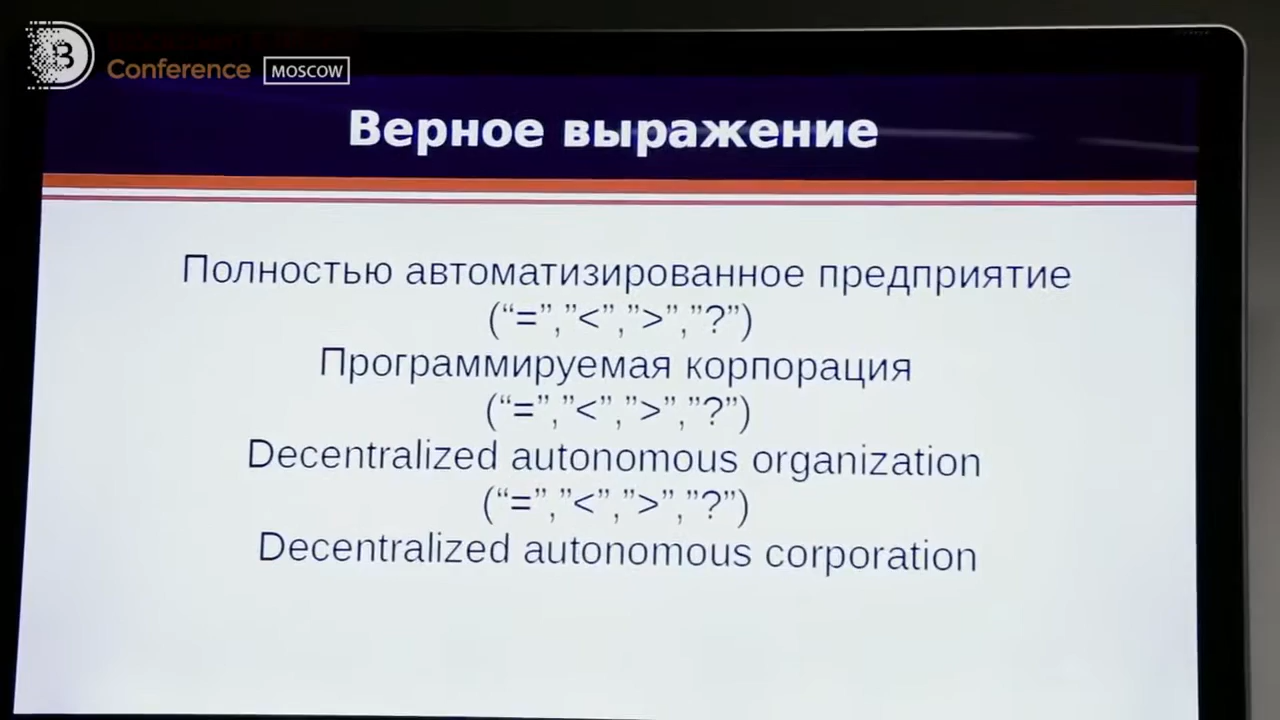 Conference MOSCOW
Верное выражение
Полностью автоматизированное предприятие
(“=”,”<”,”>”,”?”)
Программируемая корпорация
(“=”,”<”,”>”,”?”)
Decentralized autonomous organization
(“=”,”<”,”>”,”?”)
Decentralized autonomous corporation